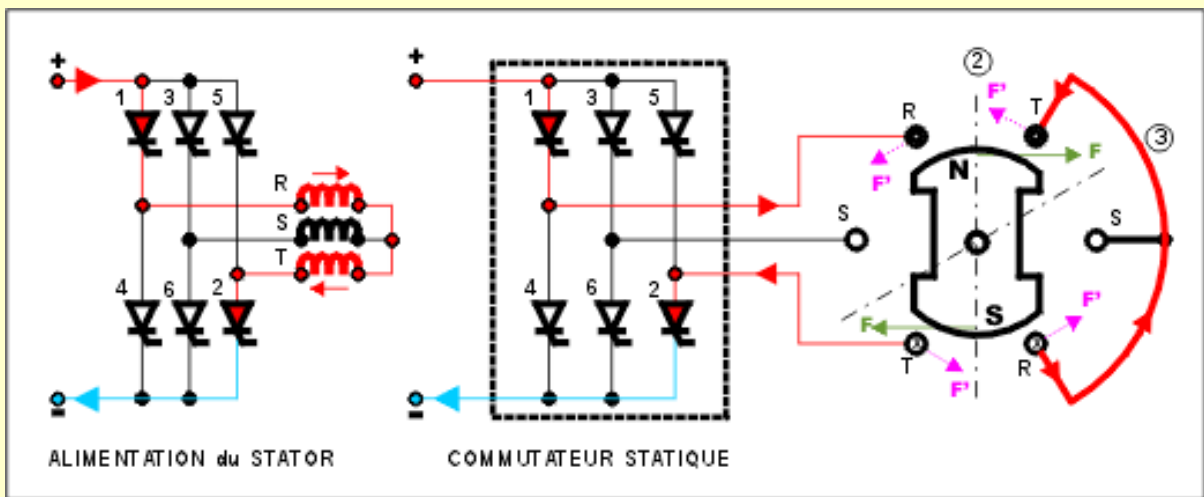 +
1 3 5
R
S
T
4 6 2
-
ALIMENTATION du STATOR
+
1 3 5
4 6 2
-
COMMUTATEUR STATIQUE
②
F' T
R
③
F' F
N
S S
F'
F S
T R
F'